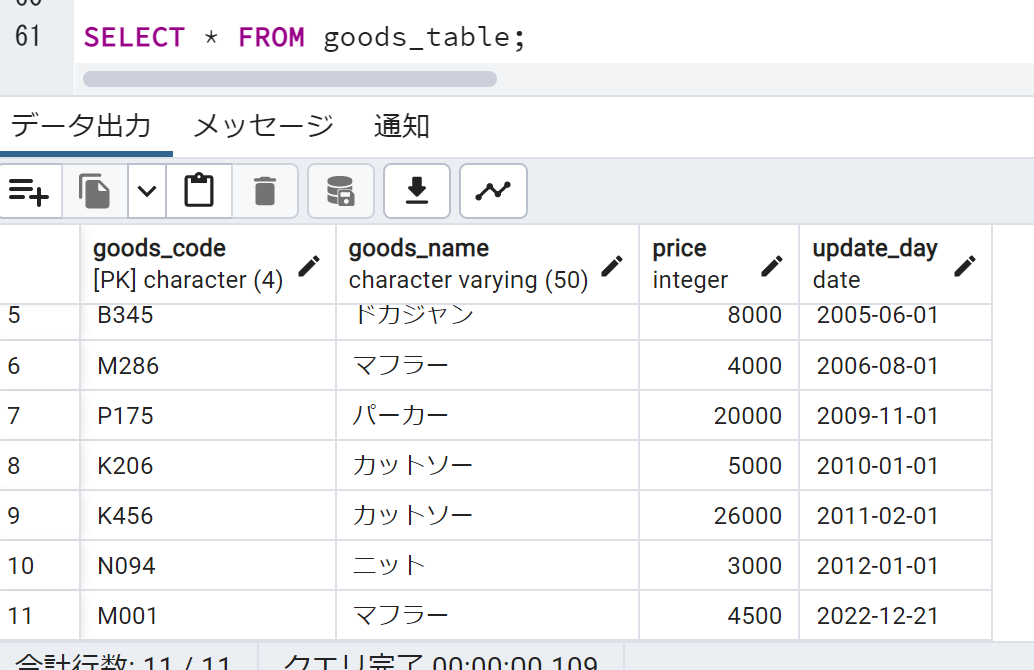 60
61 SELECT * FROM goods_table;
データ出力 メッセージ 通知
goods_code goods_name price update_day
[PK] character (4) character varying (50) integer date
5 B345 ドカジャン 8000 2005-06-01
6 M286 マフラー 4000 2006-08-01
7 P175 パーカー 20000 2009-11-01
8 K206 カットソー 5000 2010-01-01
9 K456 カットソー 26000 2011-02-01
10 N094 ニット 3000 2012-01-01
11 M001 マフラー 4500 2022-12-21
合計行数: 11 / 11 クエリ完了 00:00:00.109